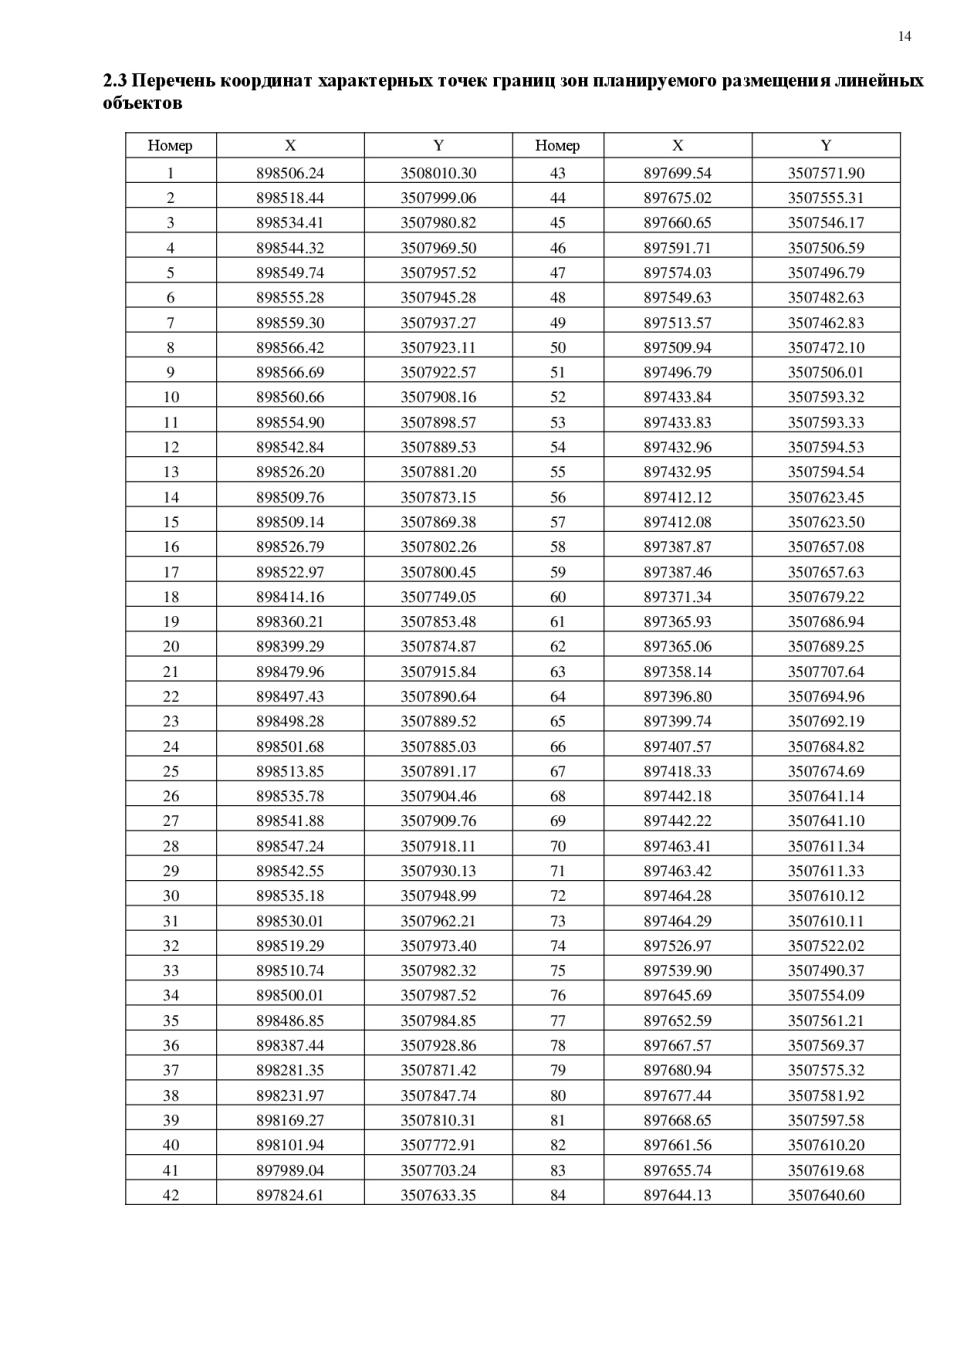 14
2.3 Перечень координат характерных точек границ зон планируемого размещения линейных
объектов
Номер X Y Номер X Y
1 898506.24 3508010.30 43 897699.54 3507571.90
2 898518.44 3507999.06 44 897675.02 3507555.31
3 898534.41 3507980.82 45 897660.65 3507546.17
4 898544.32 3507969.50 46 897591.71 3507506.59
5 898549.74 3507957.52 47 897574.03 3507496.79
6 898555.28 3507945.28 48 897549.63 3507482.63
7 898559.30 3507937.27 49 897513.57 3507462.83
8 898566.42 3507923.11 50 897509.94 3507472.10
9 898566.69 3507922.57 51 897496.79 3507506.01
10 898560.66 3507908.16 52 897433.84 3507593.32
11 898554.90 3507898.57 53 897433.83 3507593.33
12 898542.84 3507889.53 54 897432.96 3507594.53
13 898526.20 3507881.20 55 897432.95 3507594.54
14 898509.76 3507873.15 56 897412.12 3507623.45
15 898509.14 3507869.38 57 897412.08 3507623.50
16 898526.79 3507802.26 58 897387.87 3507657.08
17 898522.97 3507800.45 59 897387.46 3507657.63
18 898414.16 3507749.05 60 897371.34 3507679.22
19 898360.21 3507853.48 61 897365.93 3507686.94
20 898399.29 3507874.87 62 897365.06 3507689.25
21 898479.96 3507915.84 63 897358.14 3507707.64
22 898497.43 3507890.64 64 897396.80 3507694.96
23 898498.28 3507889.52 65 897399.74 3507692.19
24 898501.68 3507885.03 66 897407.57 3507684.82
25 898513.85 3507891.17 67 897418.33 3507674.69
26 898535.78 3507904.46 68 897442.18 3507641.14
27 898541.88 3507909.76 69 897442.22 3507641.10
28 898547.24 3507918.11 70 897463.41 3507611.34
29 898542.55 3507930.13 71 897463.42 3507611.33
30 898535.18 3507948.99 72 897464.28 3507610.12
31 898530.01 3507962.21 73 897464.29 3507610.11
32 898519.29 3507973.40 74 897526.97 3507522.02
33 898510.74 3507982.32 75 897539.90 3507490.37
34 898500.01 3507987.52 76 897645.69 3507554.09
35 898486.85 3507984.85 77 897652.59 3507561.21
36 898387.44 3507928.86 78 897667.57 3507569.37
37 898281.35 3507871.42 79 897680.94 3507575.32
38 898231.97 3507847.74 80 897677.44 3507581.92
39 898169.27 3507810.31 81 897668.65 3507597.58
40 898101.94 3507772.91 82 897661.56 3507610.20
41 897989.04 3507703.24 83 897655.74 3507619.68
42 897824.61 3507633.35 84 897644.13 3507640.60